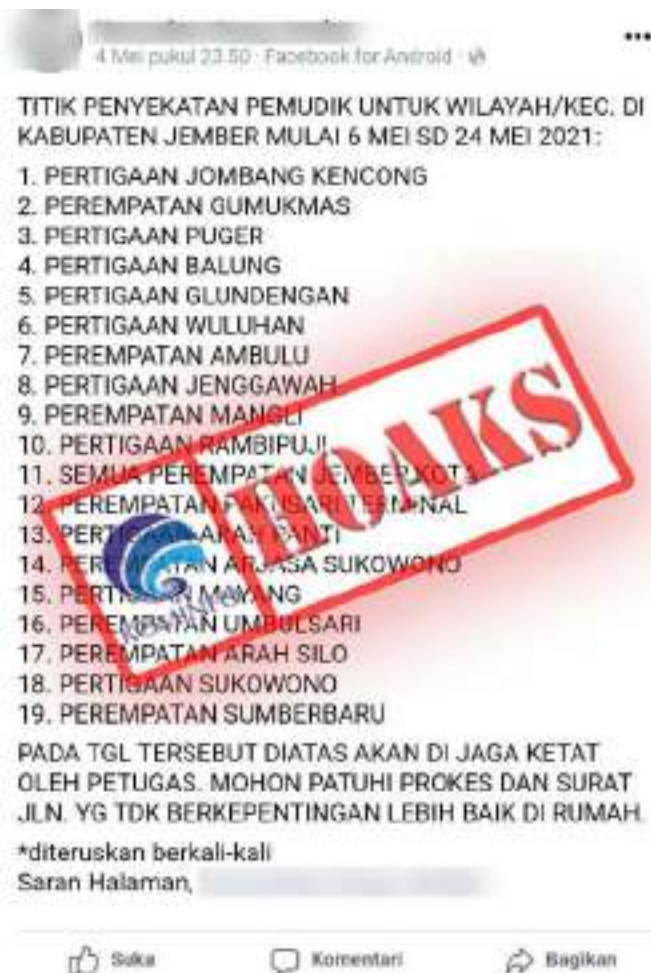 4 Mei pukul 23.50 · Facebook for Android ·
TITIK PENYEKATAN PEMUDIK UNTUK WILAYAH/KEC. DI
KABUPATEN JEMBER MULAI 6 MEI SD 24 MEI 2021:
1. PERTIGAAN JOMBANG KENCONG
2. PEREMPATAN GUMUKMAS
3. PERTIGAAN PUGER
4. PERTIGAAN BALUNG
5. PERTIGAAN GLUNDENGAN
6. PERTIGAAN WULUHAN
7. PEREMPATAN AMBULU
8. PERTIGAAN JENGGAWAH
9. PEREMPATAN MANGLI
10. PERTIGAAN RAMBIPUJI
11. SEMUA PEREMPATAN JEMBER KOTA
12. PEREMPATAN PAKUSARI TERMINAL
13. PERTIGAAN ARAH PANTI
14. PEREMPATAN ARJASA SUKOWONO
15. PERTIGAAN MAYANG
16. PEREMPATAN UMBULSARI
17. PEREMPATAN ARAH SILO
18. PERTIGAAN SUKOWONO
19. PEREMPATAN SUMBERBARU
HOAKS
KOMINFO
PADA TGL TERSEBUT DIATAS AKAN DI JAGA KETAT
OLEH PETUGAS. MOHON PATUHI PROKES DAN SURAT
JLN. YG TDK BERKEPENTINGAN LEBIH BAIK DI RUMAH.
*diteruskan berkali-kali
Saran Halaman,
Suka
Komentari
Bagikan